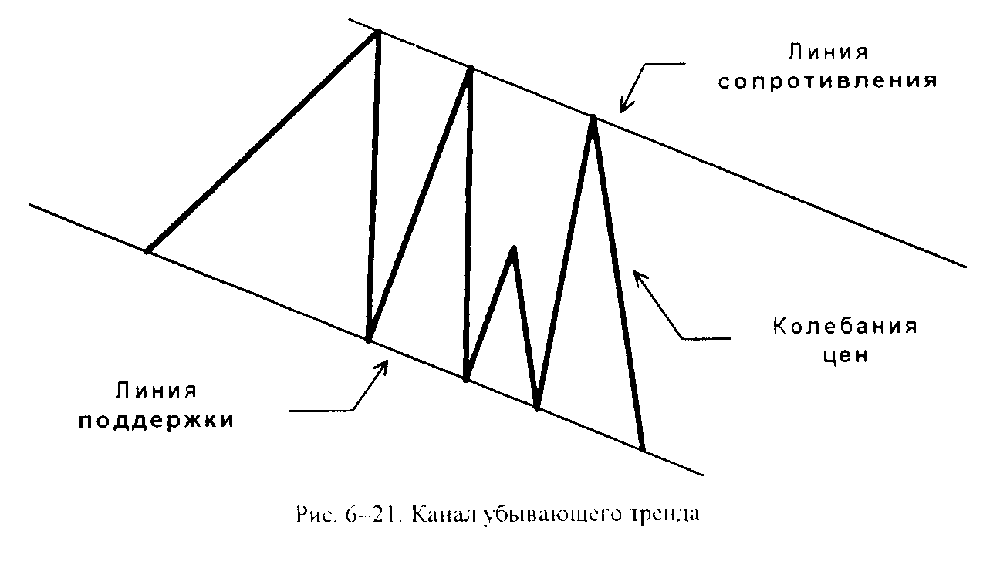 Линия
сопротивления
Колебания
цен
Линия
поддержки
Рис. 6–21. Канал убывающего тренда